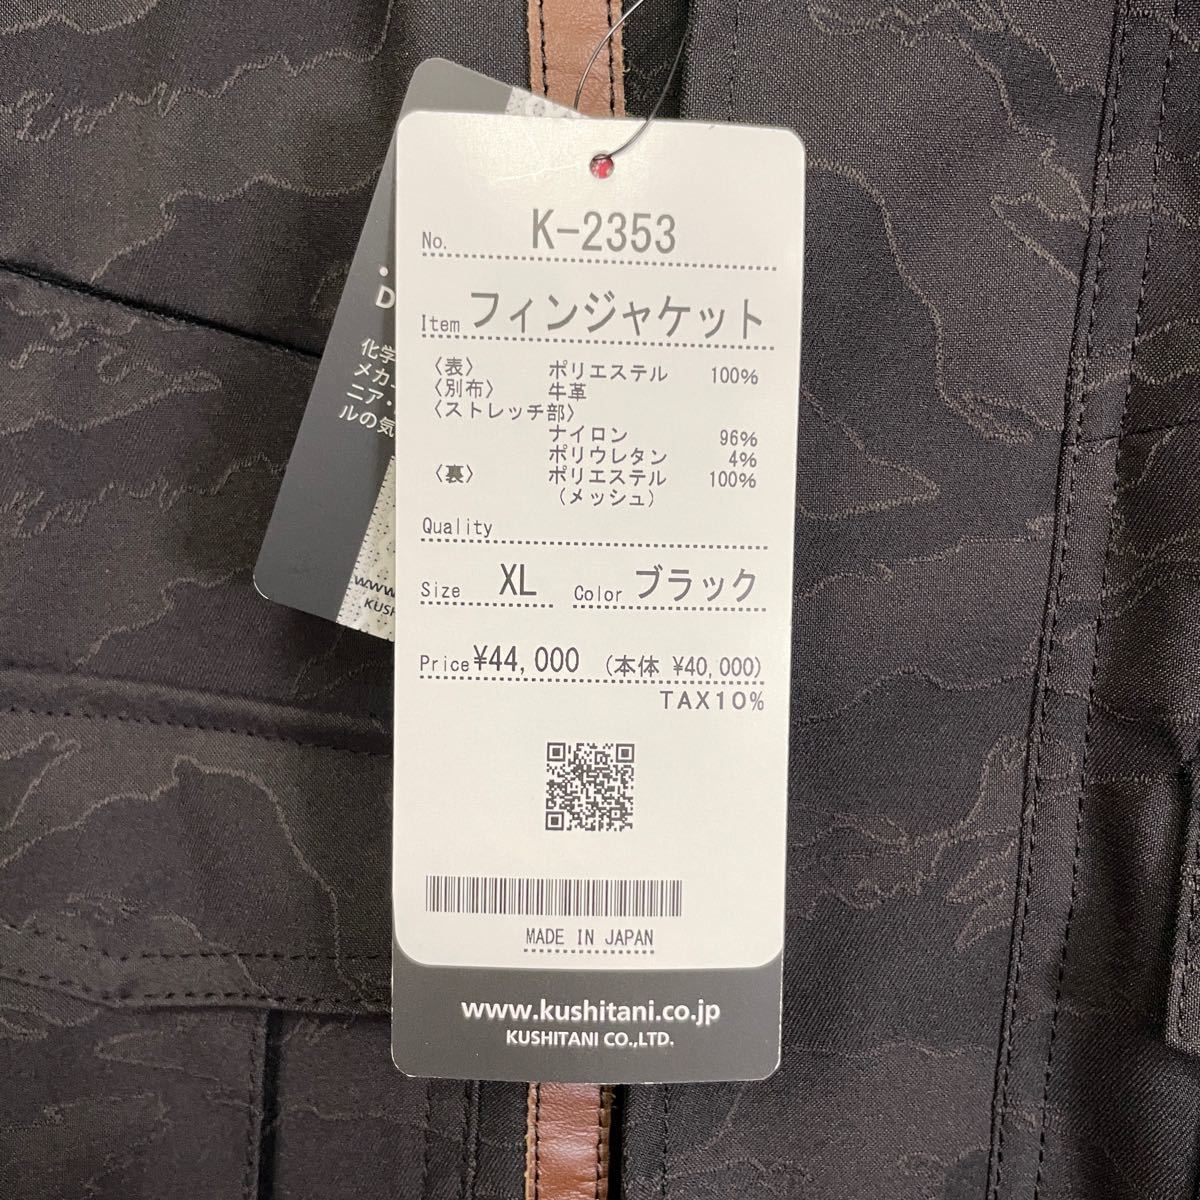 No. K-2353
Item フィンジャケット
〈表〉 ポリエステル 100%
〈別布〉 牛革
〈ストレッチ部〉
ナイロン 96%
ポリウレタン 4%
〈裏〉 ポリエステル 100%
(メッシュ)
Quality
Size XL Color ブラック
Price ¥44,000 (本体 ¥40,000)
TAX10%
MADE IN JAPAN
www.kushitani.co.jp
KUSHITANI CO.,LTD.
D
化学
メカ
ニア・
ルの気
www
KUSH